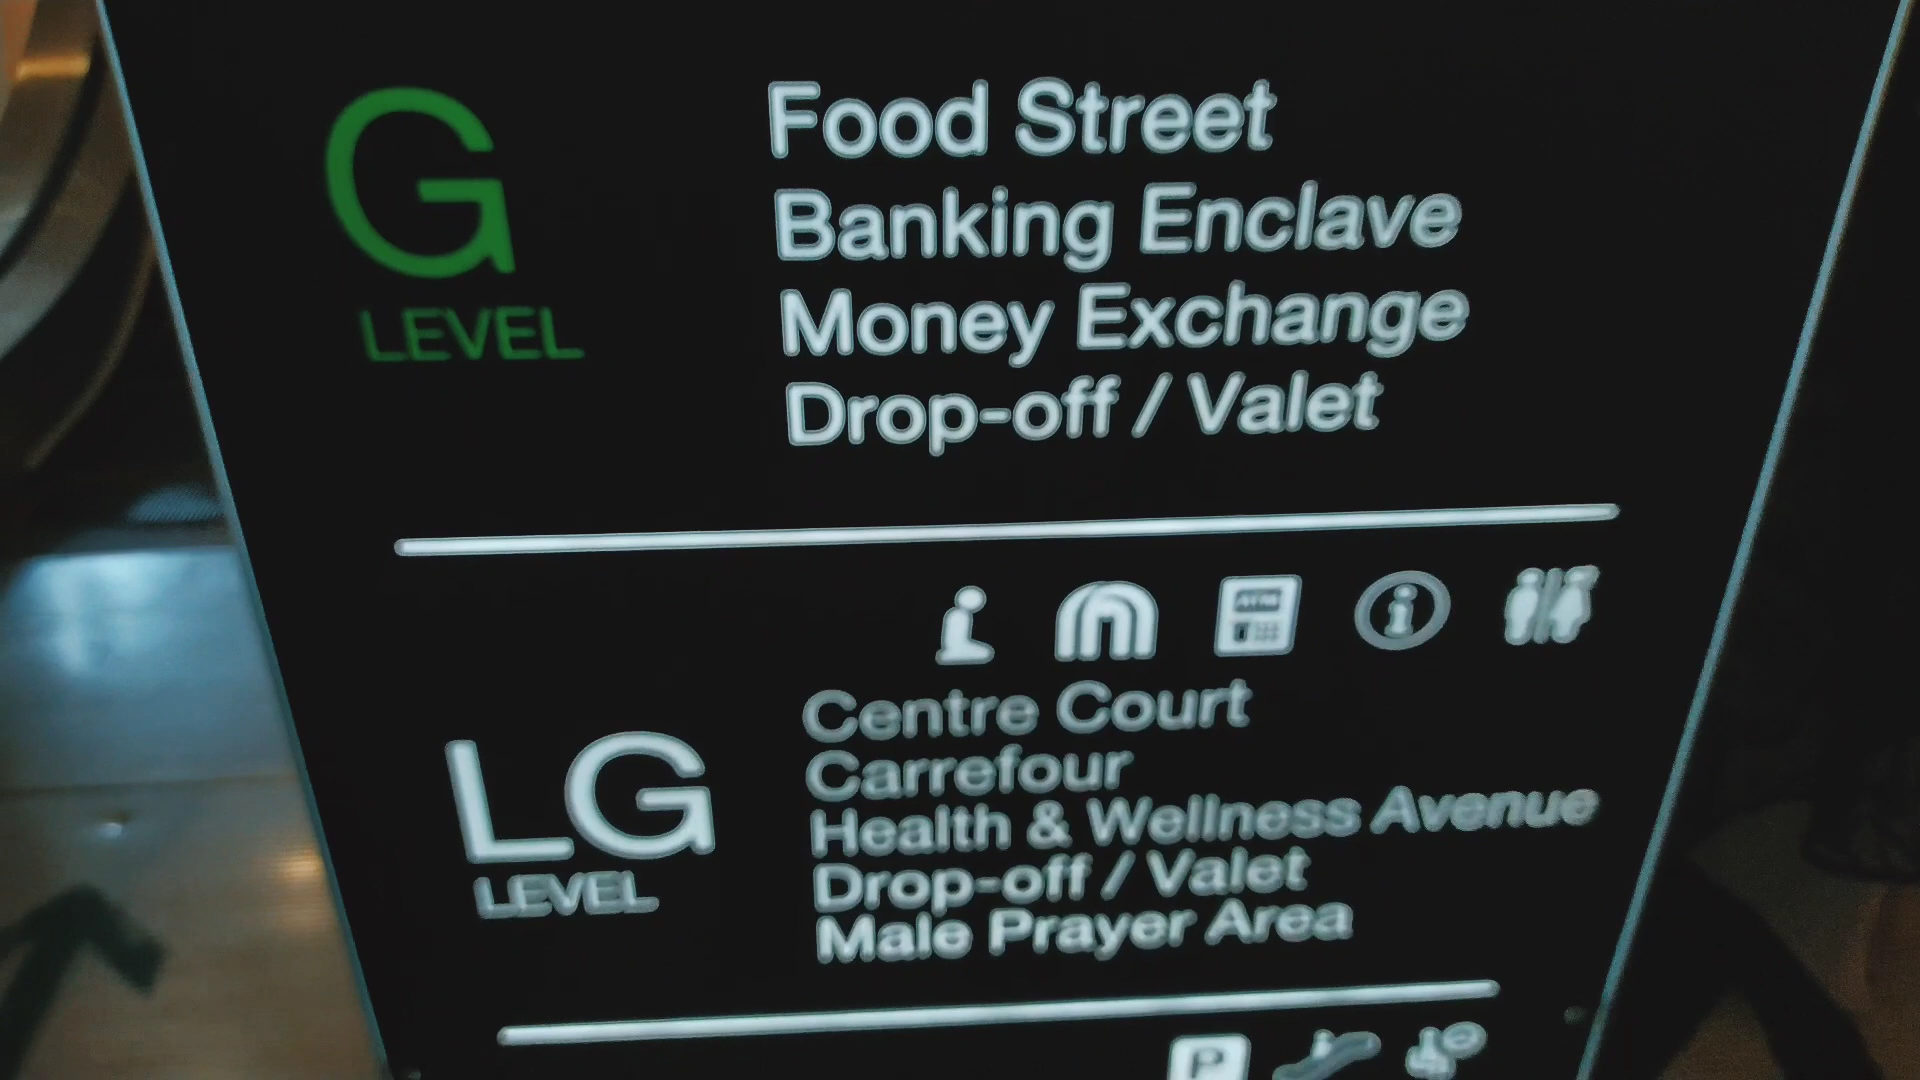 G
LEVEL
Food Street
Banking Enclave
Money Exchange
Drop-off / Valet
ATM
i
LG
LEVEL
Centre Court
Carrefour
Health & Wellness Avenue
Drop-off / Valet
Male Prayer Area
P